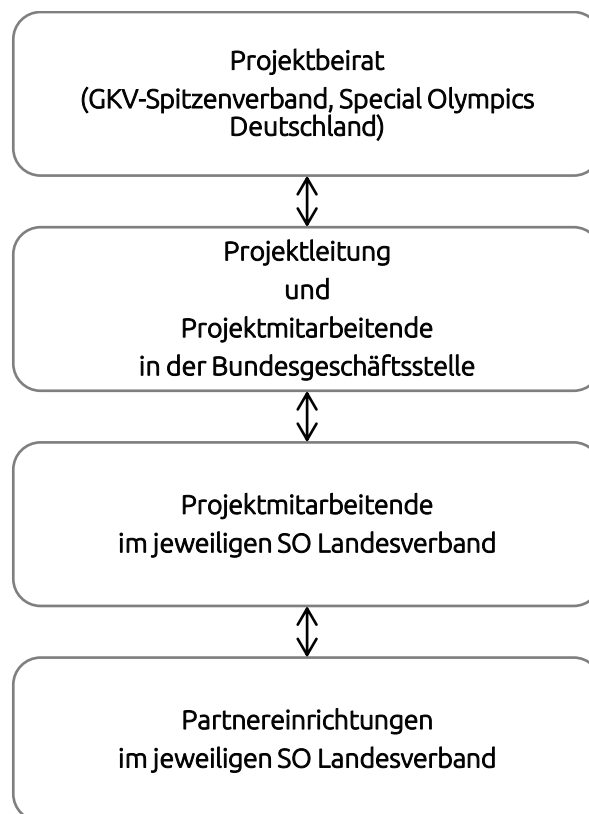 Projektbeirat
(GKV-Spitzenverband, Special Olympics
Deutschland)
Projektleitung
und
Projektmitarbeitende
in der Bundesgeschäftsstelle
Projektmitarbeitende
im jeweiligen SO Landesverband
Partnereinrichtungen
im jeweiligen SO Landesverband